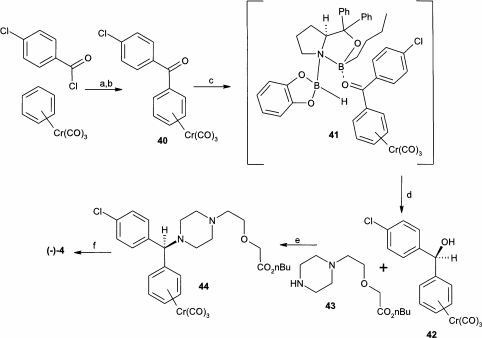 Cl
O
Cl
Cr(CO)₃
a,b
Cl
O
Cr(CO)₃
40
c
Ph
Ph
H
N
O
B
Cl
O
B
O
H
O
Cr(CO)₃
41
d
Cl
OH
H
Cr(CO)₃
42
+
N
HN
O
CO₂nBu
43
e
Cl
H
N
N
O
CO₂nBu
Cr(CO)₃
44
f
(-)-4